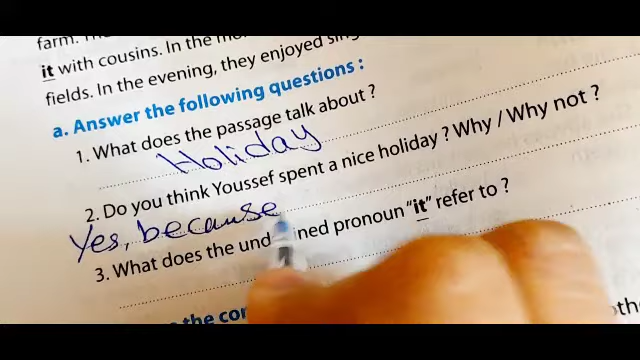 farm.
it with cousins. In the
fields. In the evening, they enjoyed
a. Answer the following questions :
1. What does the passage talk about ?
Holiday
2. Do you think Youssef spent a nice holiday ? Why / Why not ?
Yes, because
3. What does the underlined pronoun "it" refer to ?
the